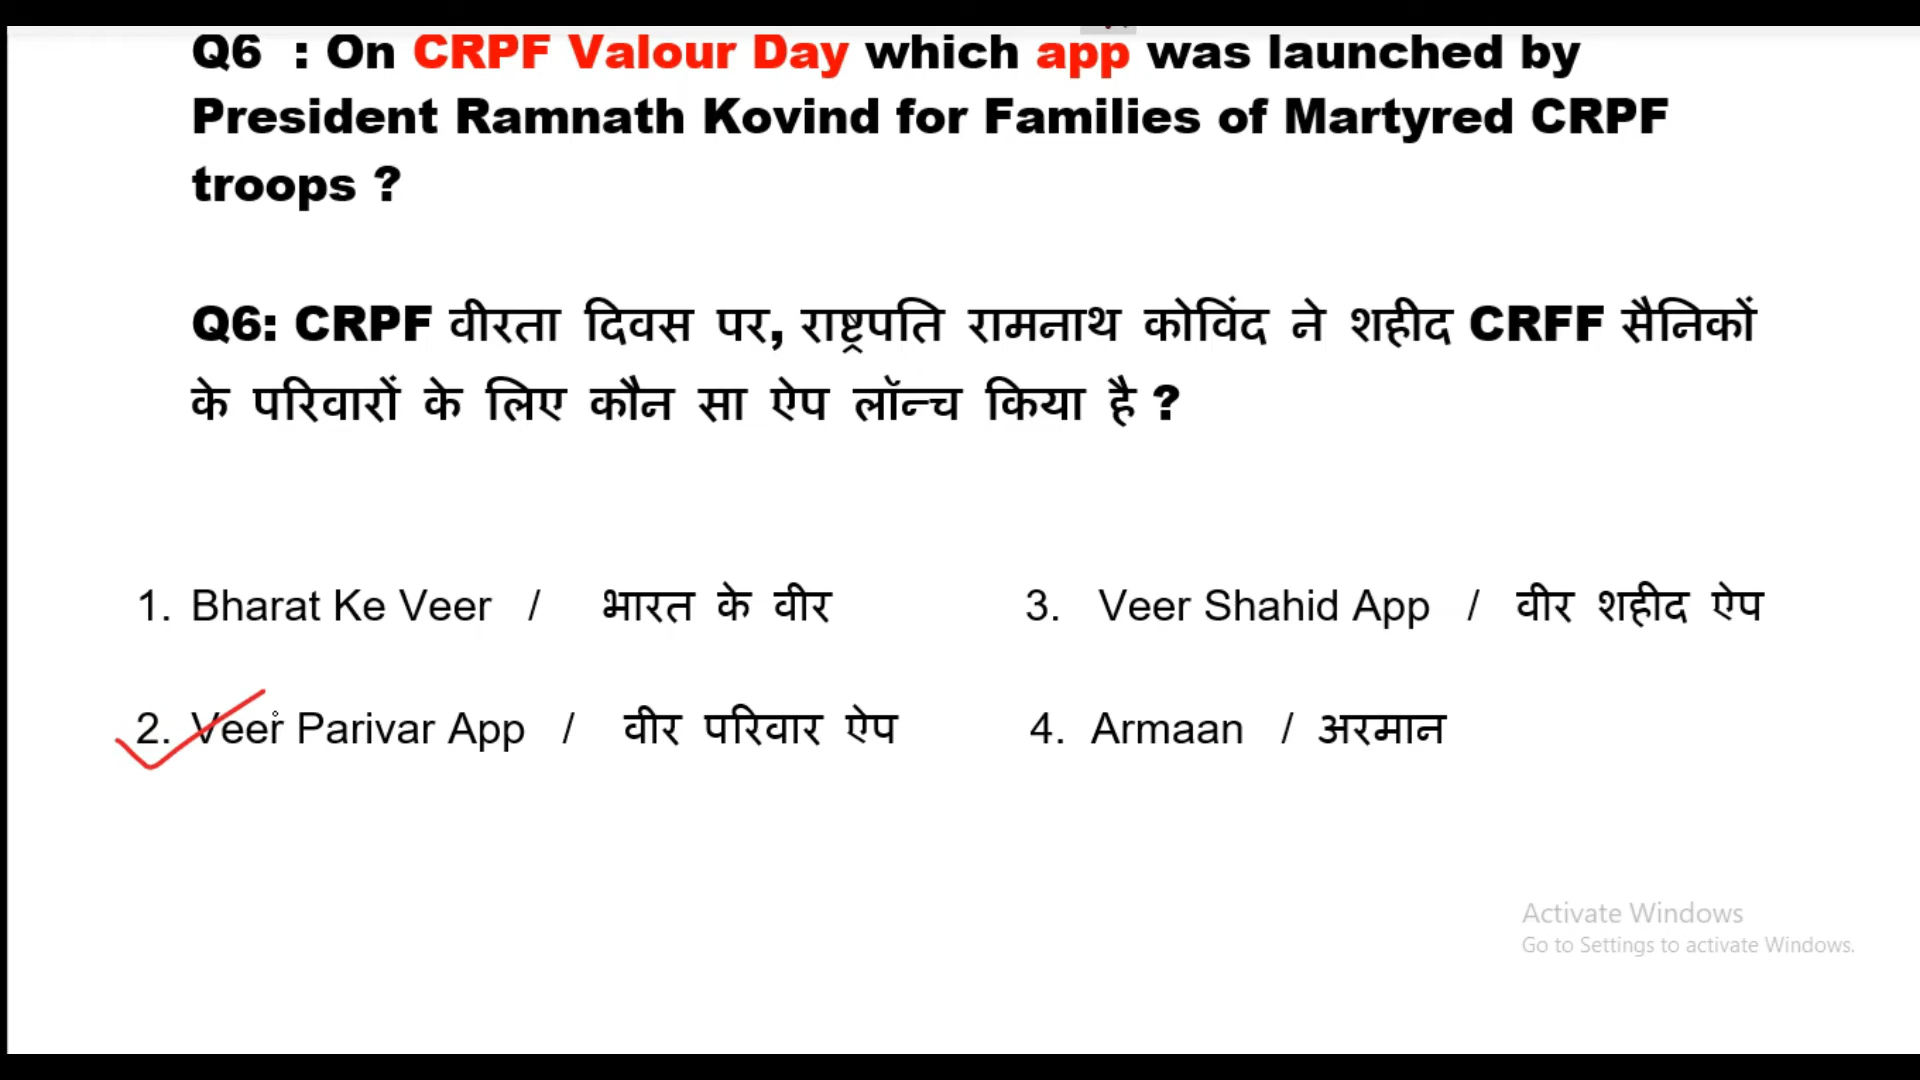 Q6 : On CRPF Valour Day which app was launched by
President Ramnath Kovind for Families of Martyred CRPF
troops ?
Q6: CRPF वीरता दिवस पर, राष्ट्रपति रामनाथ कोविंद ने शहीद CRFF सैनिकों
के परिवारों के लिए कौन सा ऐप लॉन्च किया है ?
1. Bharat Ke Veer / भारत के वीर
3. Veer Shahid App / वीर शहीद ऐप
2. Veer Parivar App / वीर परिवार ऐप
4. Armaan / अरमान
Activate Windows
Go to Settings to activate Windows.